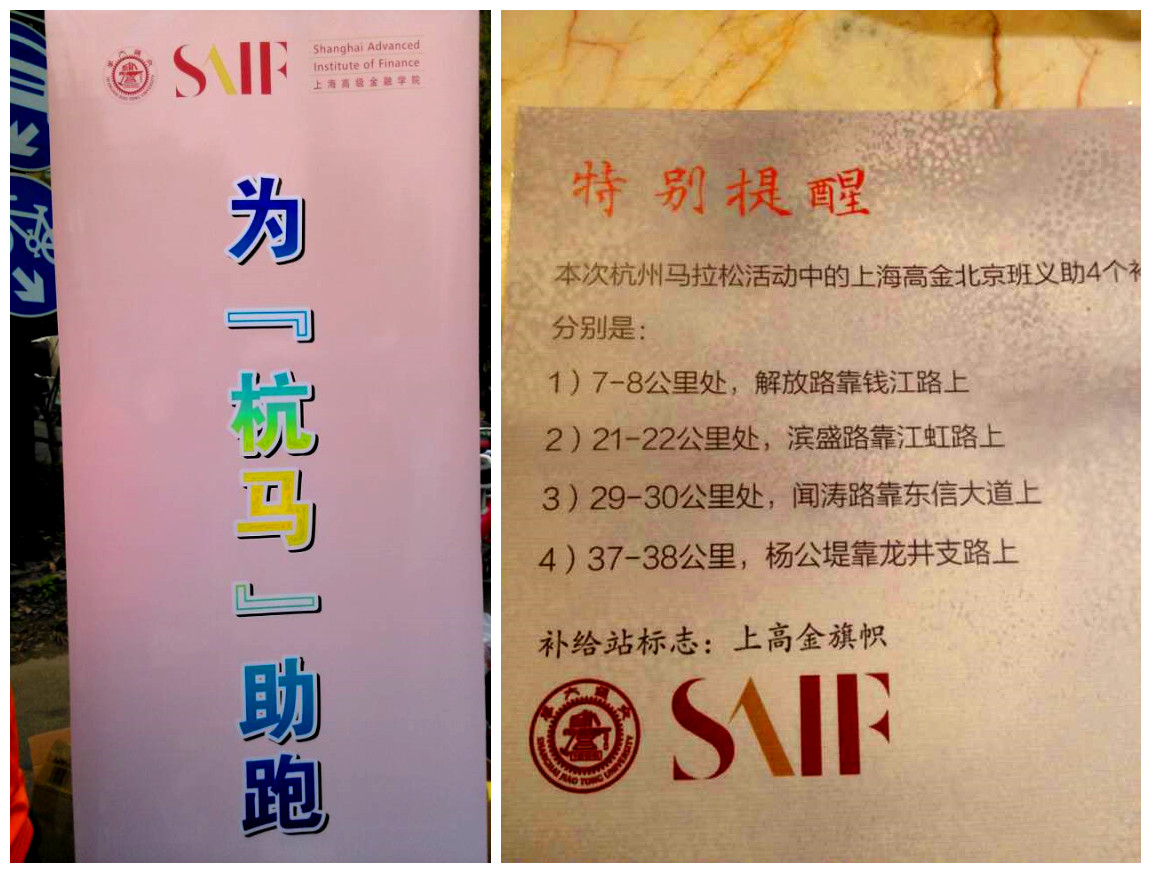 SAIF
Shanghai Advanced
Institute of Finance
上海高级金融学院
为『杭马』助跑
特别提醒
本次杭州马拉松活动中的上海高金北京班义助4个
分别是：
1）7-8公里处，解放路靠钱江路上
2）21-22公里处，滨盛路靠江虹路上
3）29-30公里处，闻涛路靠东信大道上
4）37-38公里，杨公堤靠龙井支路上
补给站标志：上高金旗帜
SHANGHAI JIAO TONG UNIVERSITY
SAIF